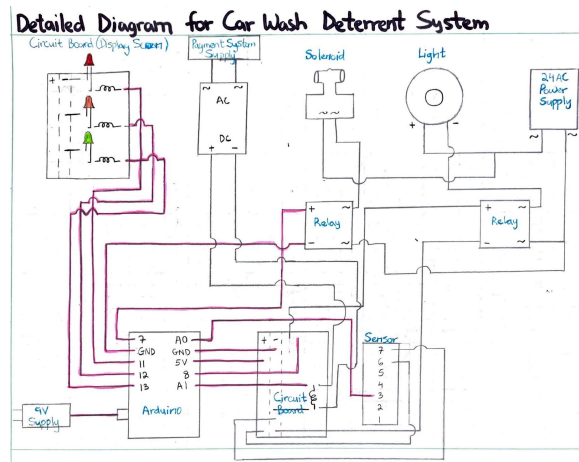 Detailed Diagram for Car Wash Deterrent System
Circuit Board (Display Screen)
Payment System
Supply
Solenoid
Light
24AC
Power
Supply
+ -
AC
DC
+ -
~ ~
+ -
~
~
+ ~
Relay
- ~
+ ~
Relay
- ~
7 A0
GND GND
11 5V
12 8
13 A1
Arduino
+ -
Circuit
Board
Sensor
7
6
5
4
3
2
1
9V
Supply